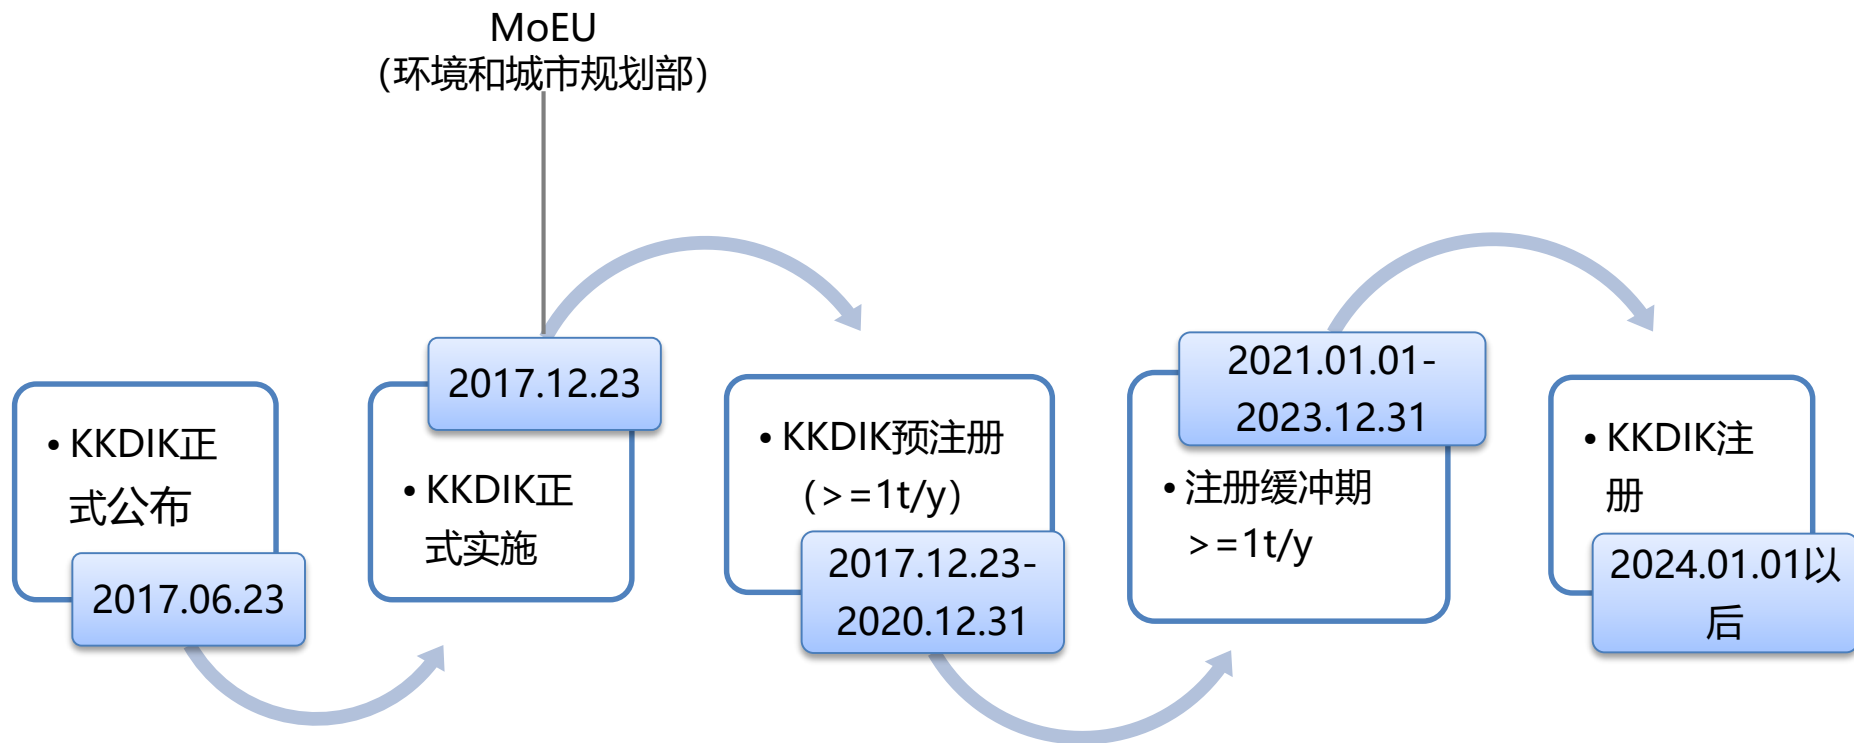 MoEU
（环境和城市规划部）
• KKDIK正
式公布
2017.06.23
2017.12.23
• KKDIK正
式实施
• KKDIK预注册
（>=1t/y）
2017.12.23-
2020.12.31
2021.01.01-
2023.12.31
• 注册缓冲期
>=1t/y
• KKDIK注
册
2024.01.01以
后